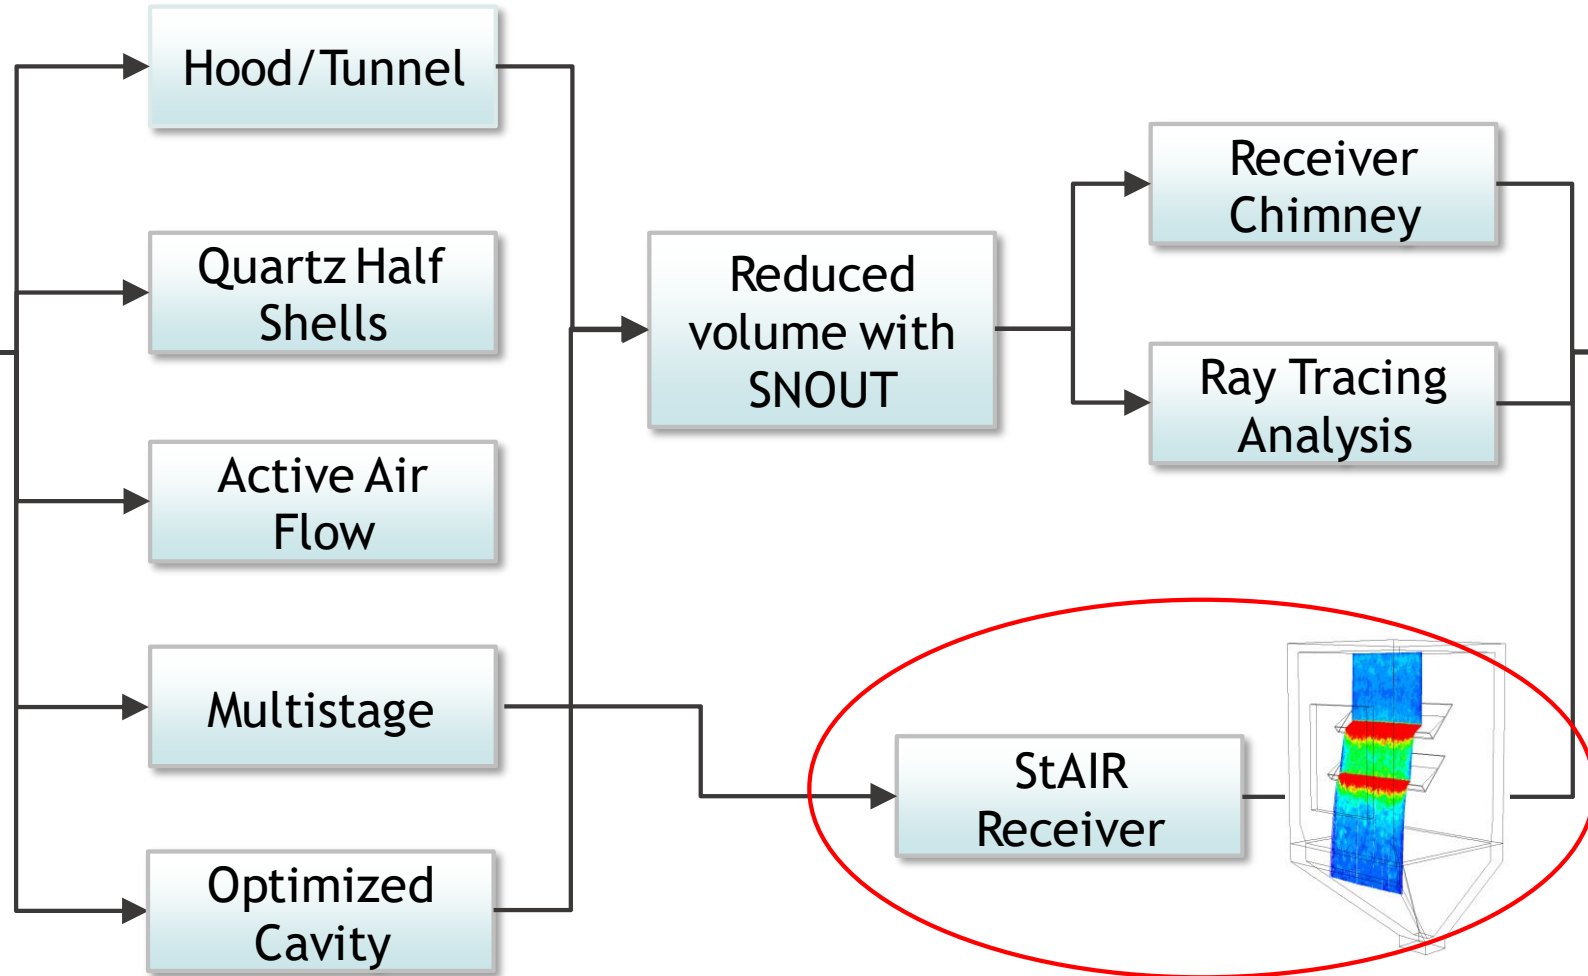 Hood/Tunnel
Quartz Half
Shells
Active Air
Flow
Multistage
Optimized
Cavity
Reduced
volume with
SNOUT
Receiver
Chimney
Ray Tracing
Analysis
StAIR
Receiver